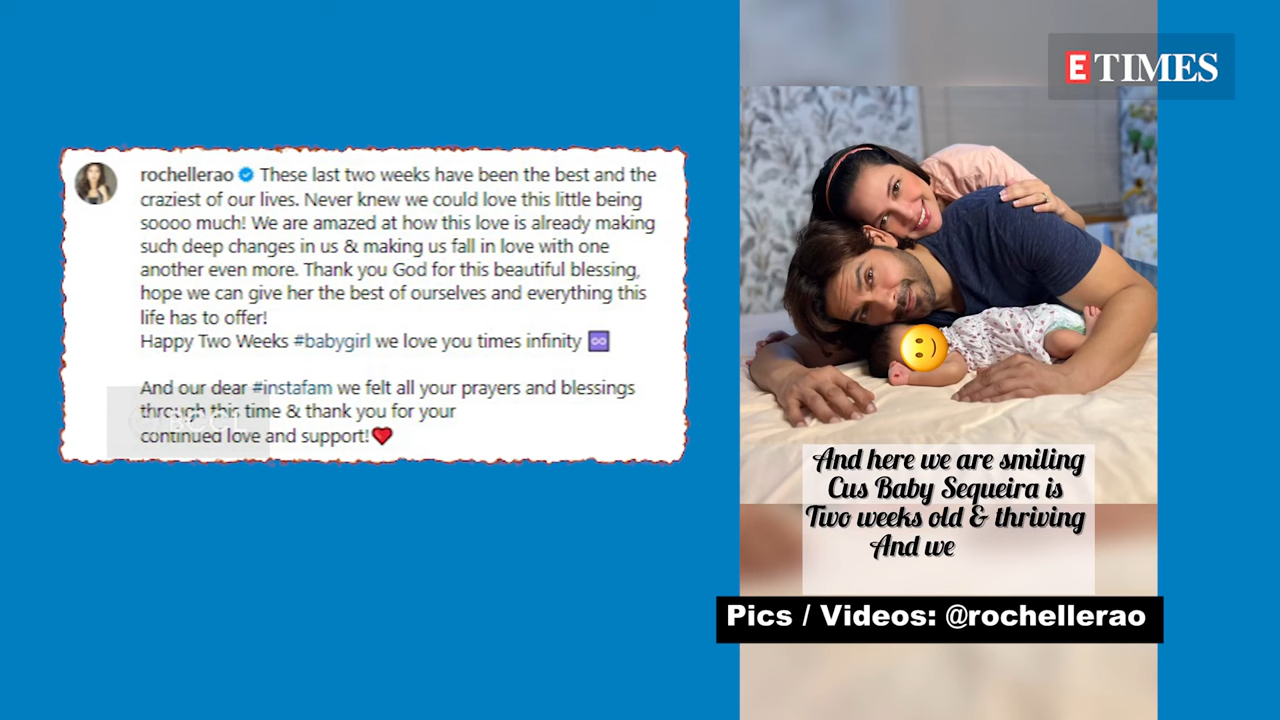 E TIMES
rochellerao These last two weeks have been the best and the
craziest of our lives. Never knew we could love this little being
soooo much! We are amazed at how this love is already making
such deep changes in us & making us fall in love with one
another even more. Thank you God for this beautiful blessing,
hope we can give her the best of ourselves and everything this
life has to offer!
Happy Two Weeks #babygirl we love you times infinity ♾️
And our dear #instafam we felt all your prayers and blessings
through this time & thank you for your
continued love and support!❤️
BCCL
And here we are smiling
Cus Baby Sequeira is
Two weeks old & thriving
And we
Pics / Videos: @rochellerao